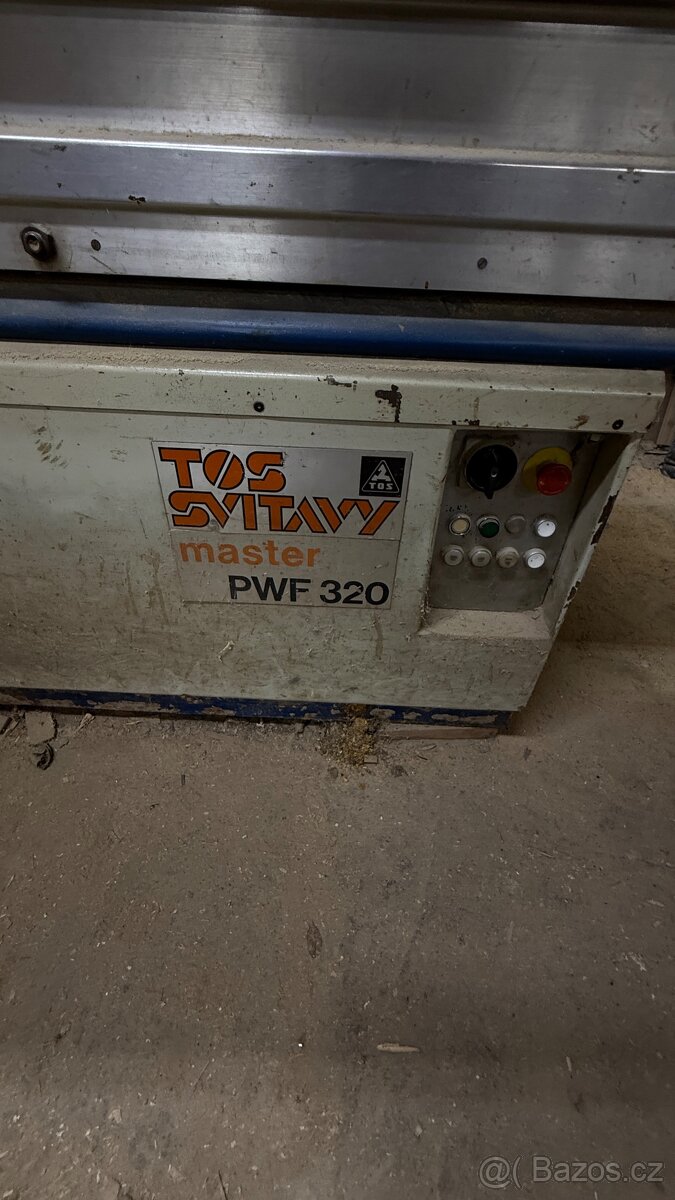 TOS
SVITAVY
TOS
master
PWF 320
@( Bazos.cz